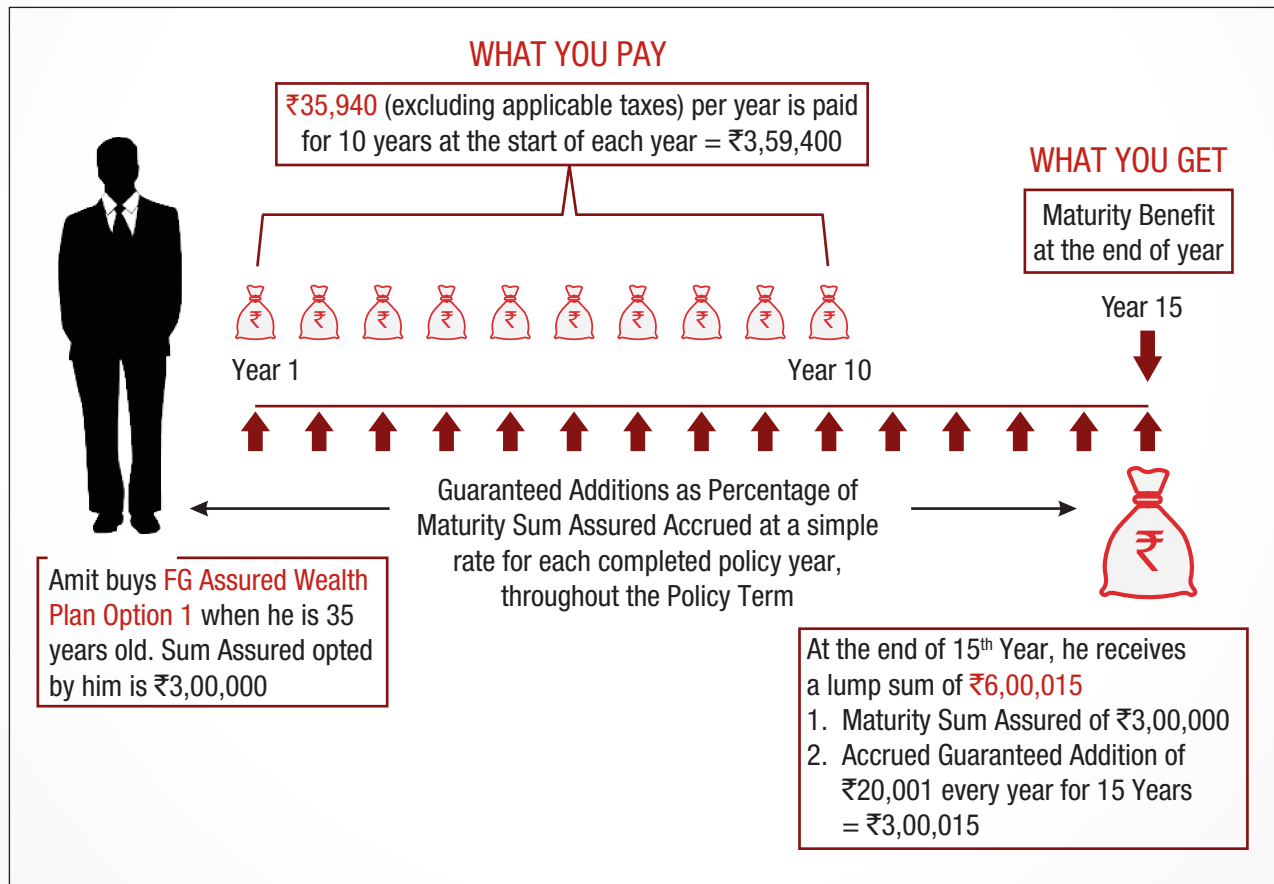 WHAT YOU PAY
₹35,940 (excluding applicable taxes) per year is paid
for 10 years at the start of each year = ₹3,59,400
WHAT YOU GET
Maturity Benefit
at the end of year
Year 15
₹ ₹ ₹ ₹ ₹ ₹ ₹ ₹ ₹ ₹
Year 1
Year 10
Guaranteed Additions as Percentage of
Maturity Sum Assured Accrued at a simple
rate for each completed policy year,
throughout the Policy Term
₹
Amit buys FG Assured Wealth
Plan Option 1 when he is 35
years old. Sum Assured opted
by him is ₹3,00,000
At the end of 15th Year, he receives
a lump sum of ₹6,00,015
1. Maturity Sum Assured of ₹3,00,000
2. Accrued Guaranteed Addition of
₹20,001 every year for 15 Years
= ₹3,00,015